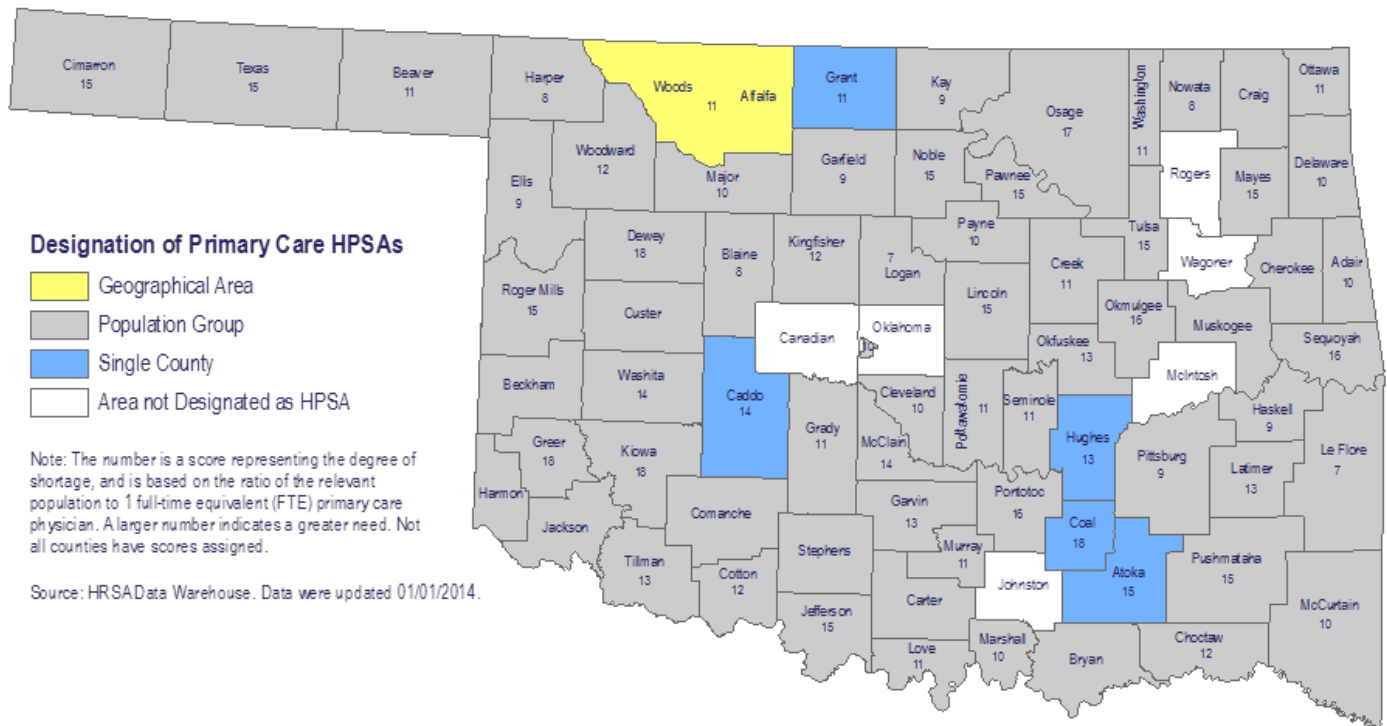 Cimarron
15
Texas
15
Beaver
11
Harper
8
Woods
11
Alfalfa
Grant
11
Kay
9
Osage
17
Washington
11
Nowata
8
Craig
Ottawa
11
Ellis
9
Woodward
12
Major
10
Garfield
9
Noble
15
Pawnee
15
Rogers
Mayes
15
Delaware
10
Designation of Primary Care HPSAs
Geographical Area
Population Group
Single County
Area not Designated as HPSA
Note: The number is a score representing the degree of
shortage, and is based on the ratio of the relevant
population to 1 full-time equivalent (FTE) primary care
physician. A larger number indicates a greater need. Not
all counties have scores assigned.
Source: HRSA Data Warehouse. Data were updated 01/01/2014.
Roger Mills
15
Dewey
18
Blaine
8
Kingfisher
12
7
Logan
Payne
10
Creek
11
Tulsa
15
Wagoner
Cherokee
Adair
10
Custer
Canadian
Oklahoma
10
Lincoln
15
Okfuskee
13
Okmulgee
16
Muskogee
Sequoyah
16
Beckham
Washita
14
Caddo
14
Grady
11
Cleveland
10
McClain
14
Pottawatomie
11
Seminole
11
Hughes
13
McIntosh
Haskell
9
Pittsburg
9
Latimer
13
Le Flore
7
Harmon
Greer
18
Kiowa
18
Jackson
Comanche
Tillman
13
Cotton
12
Stephens
Jefferson
15
Garvin
13
Murray
11
Pontotoc
16
Coal
18
Atoka
15
Pushmataha
15
McCurtain
10
Carter
Johnston
Love
11
Marshall
10
Bryan
Choctaw
12